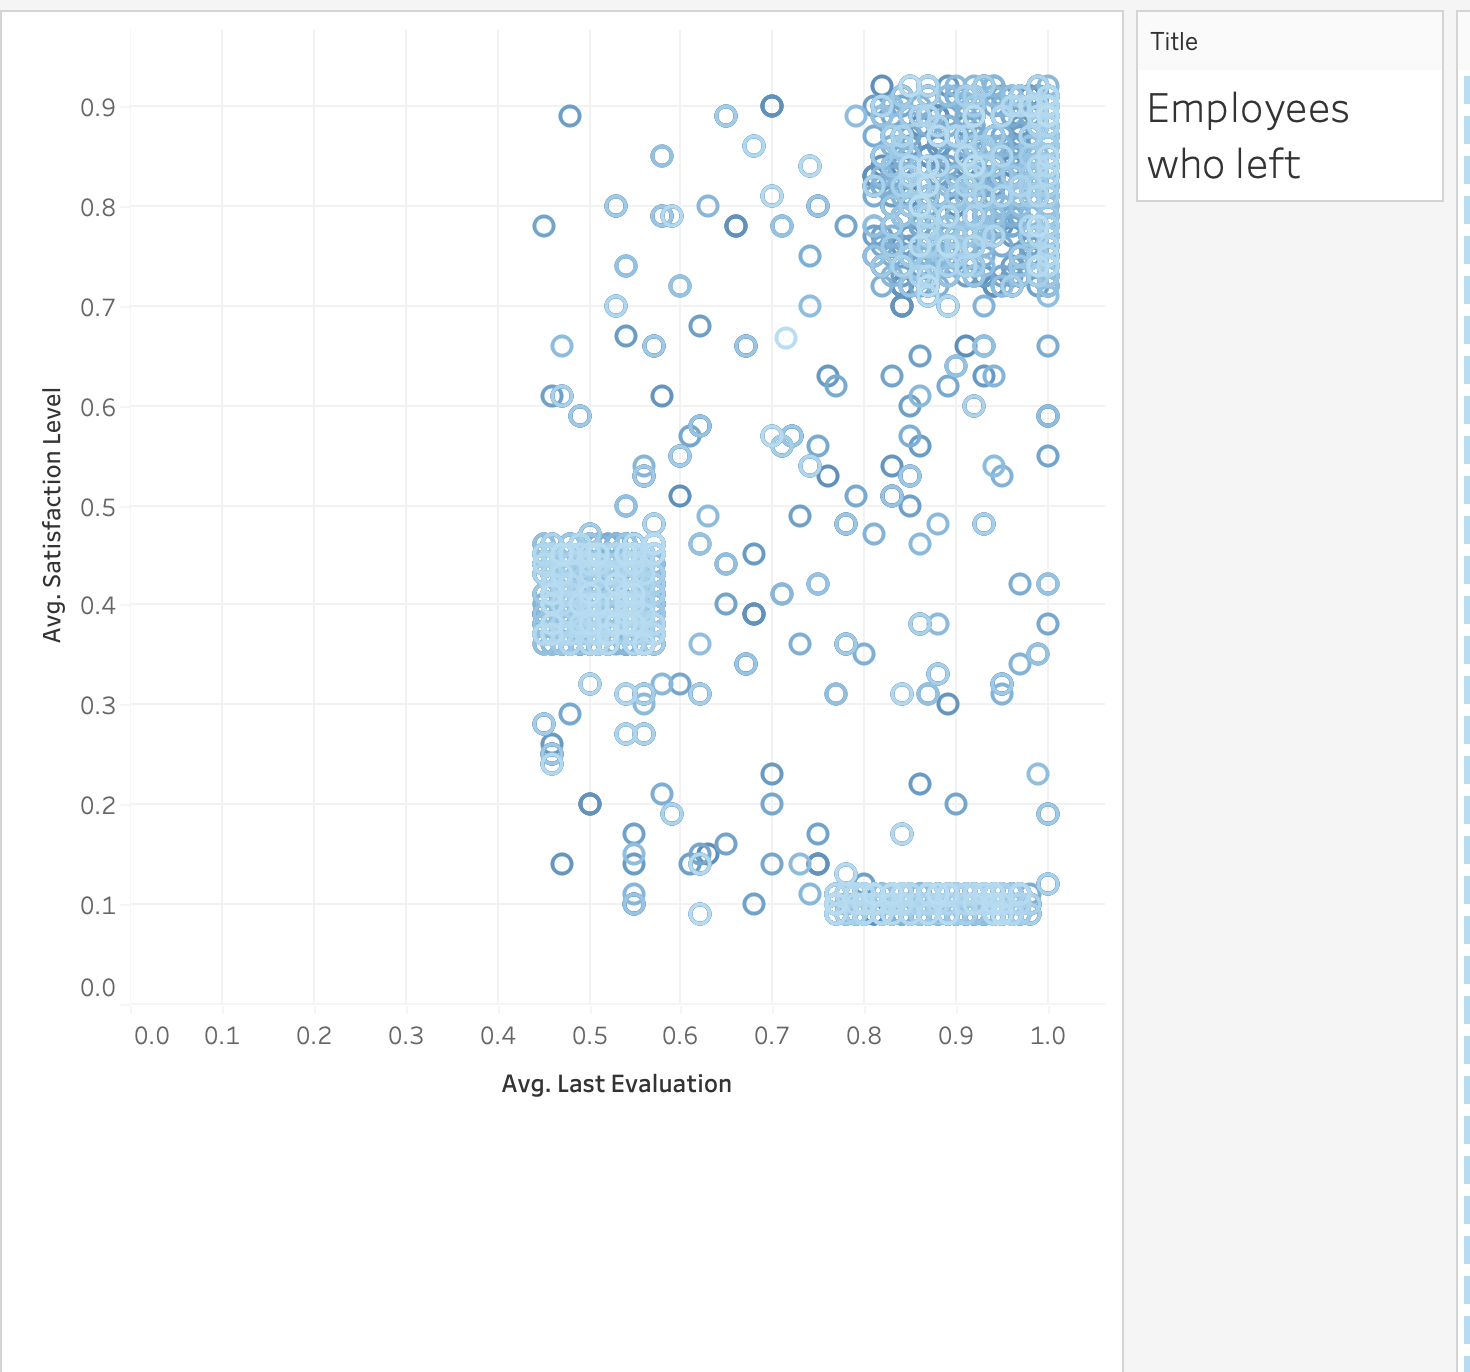 Title
Employees
who left
Avg. Satisfaction Level
0.9
0.8
0.7
0.6
0.5
0.4
0.3
0.2
0.1
0.0
0.0 0.1 0.2 0.3 0.4 0.5 0.6 0.7 0.8 0.9 1.0
Avg. Last Evaluation